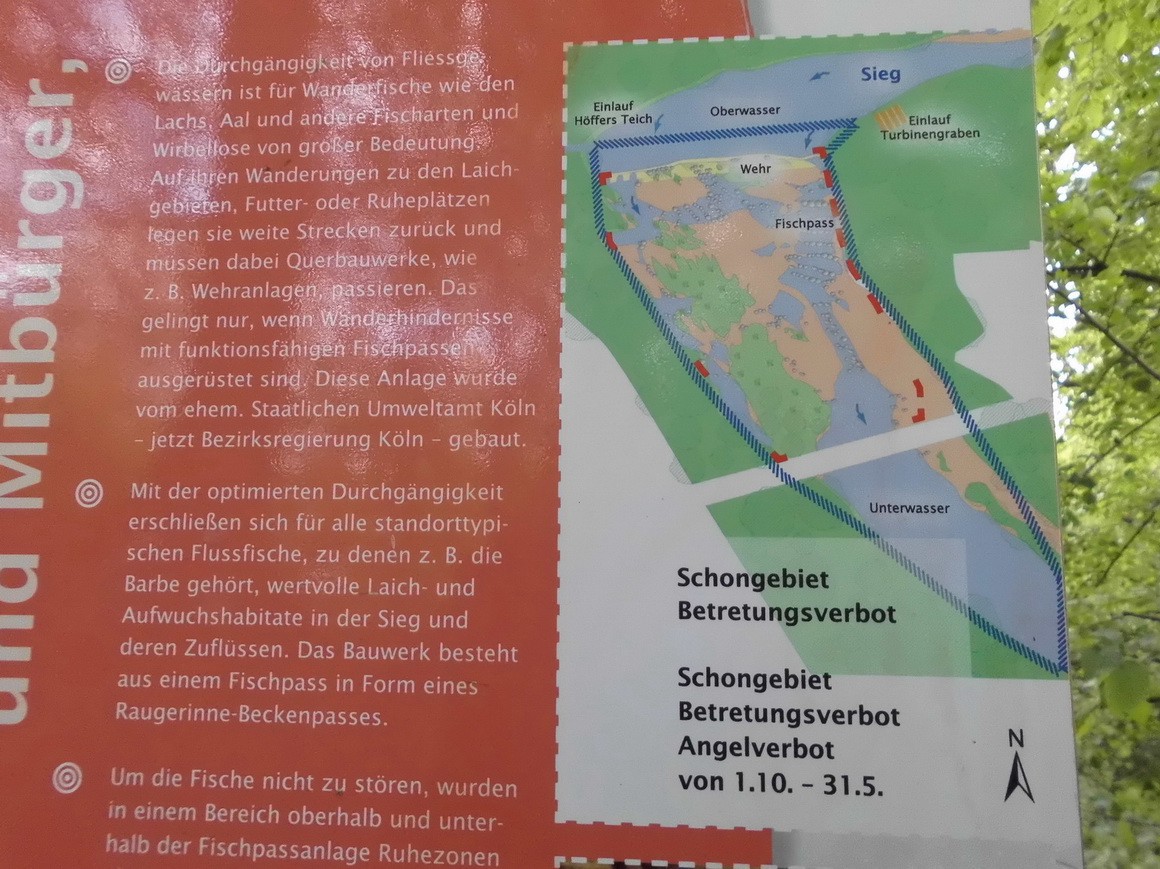 und Mitbürger,
Die Durchgängigkeit von Fliessge-
wässern ist für Wanderfische wie den
Lachs, Aal und andere Fischarten und
Wirbellose von großer Bedeutung.
Auf ihren Wanderungen zu den Laich-
gebieten, Futter- oder Ruheplätzen
legen sie weite Strecken zurück und
müssen dabei Querbauwerke, wie
z. B. Wehranlagen, passieren. Das
gelingt nur, wenn Wanderhindernisse
mit funktionsfähigen Fischpässen
ausgerüstet sind. Diese Anlage wurde
vom ehem. Staatlichen Umweltamt Köln
– jetzt Bezirksregierung Köln – gebaut.
Mit der optimierten Durchgängigkeit
erschließen sich für alle standorttypi-
schen Flussfische, zu denen z. B. die
Barbe gehört, wertvolle Laich- und
Aufwuchshabitate in der Sieg und
deren Zuflüssen. Das Bauwerk besteht
aus einem Fischpass in Form eines
Raugerinne-Beckenpasses.
Um die Fische nicht zu stören, wurden
in einem Bereich oberhalb und unter-
halb der Fischpassanlage Ruhezonen
Sieg
Einlauf
Höffers Teich
Oberwasser
Einlauf
Turbinengraben
Wehr
Fischpass
Unterwasser
Schongebiet
Betretungsverbot
Schongebiet
Betretungsverbot
Angelverbot
von 1.10. – 31.5.
N